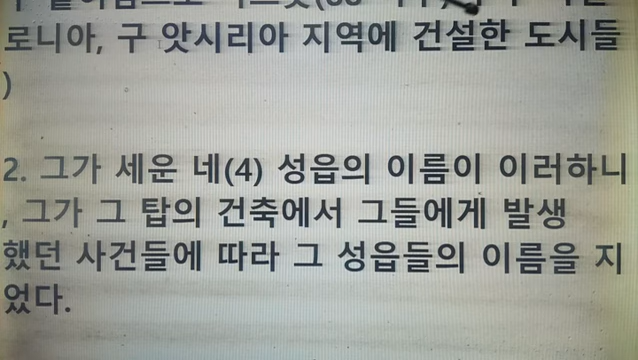 로니아, 구 앗시리아 지역에 건설한 도시들
)
2. 그가 세운 네(4) 성읍의 이름이 이러하니
, 그가 그 탑의 건축에서 그들에게 발생
했던 사건들에 따라 그 성읍들의 이름을 지
었다.